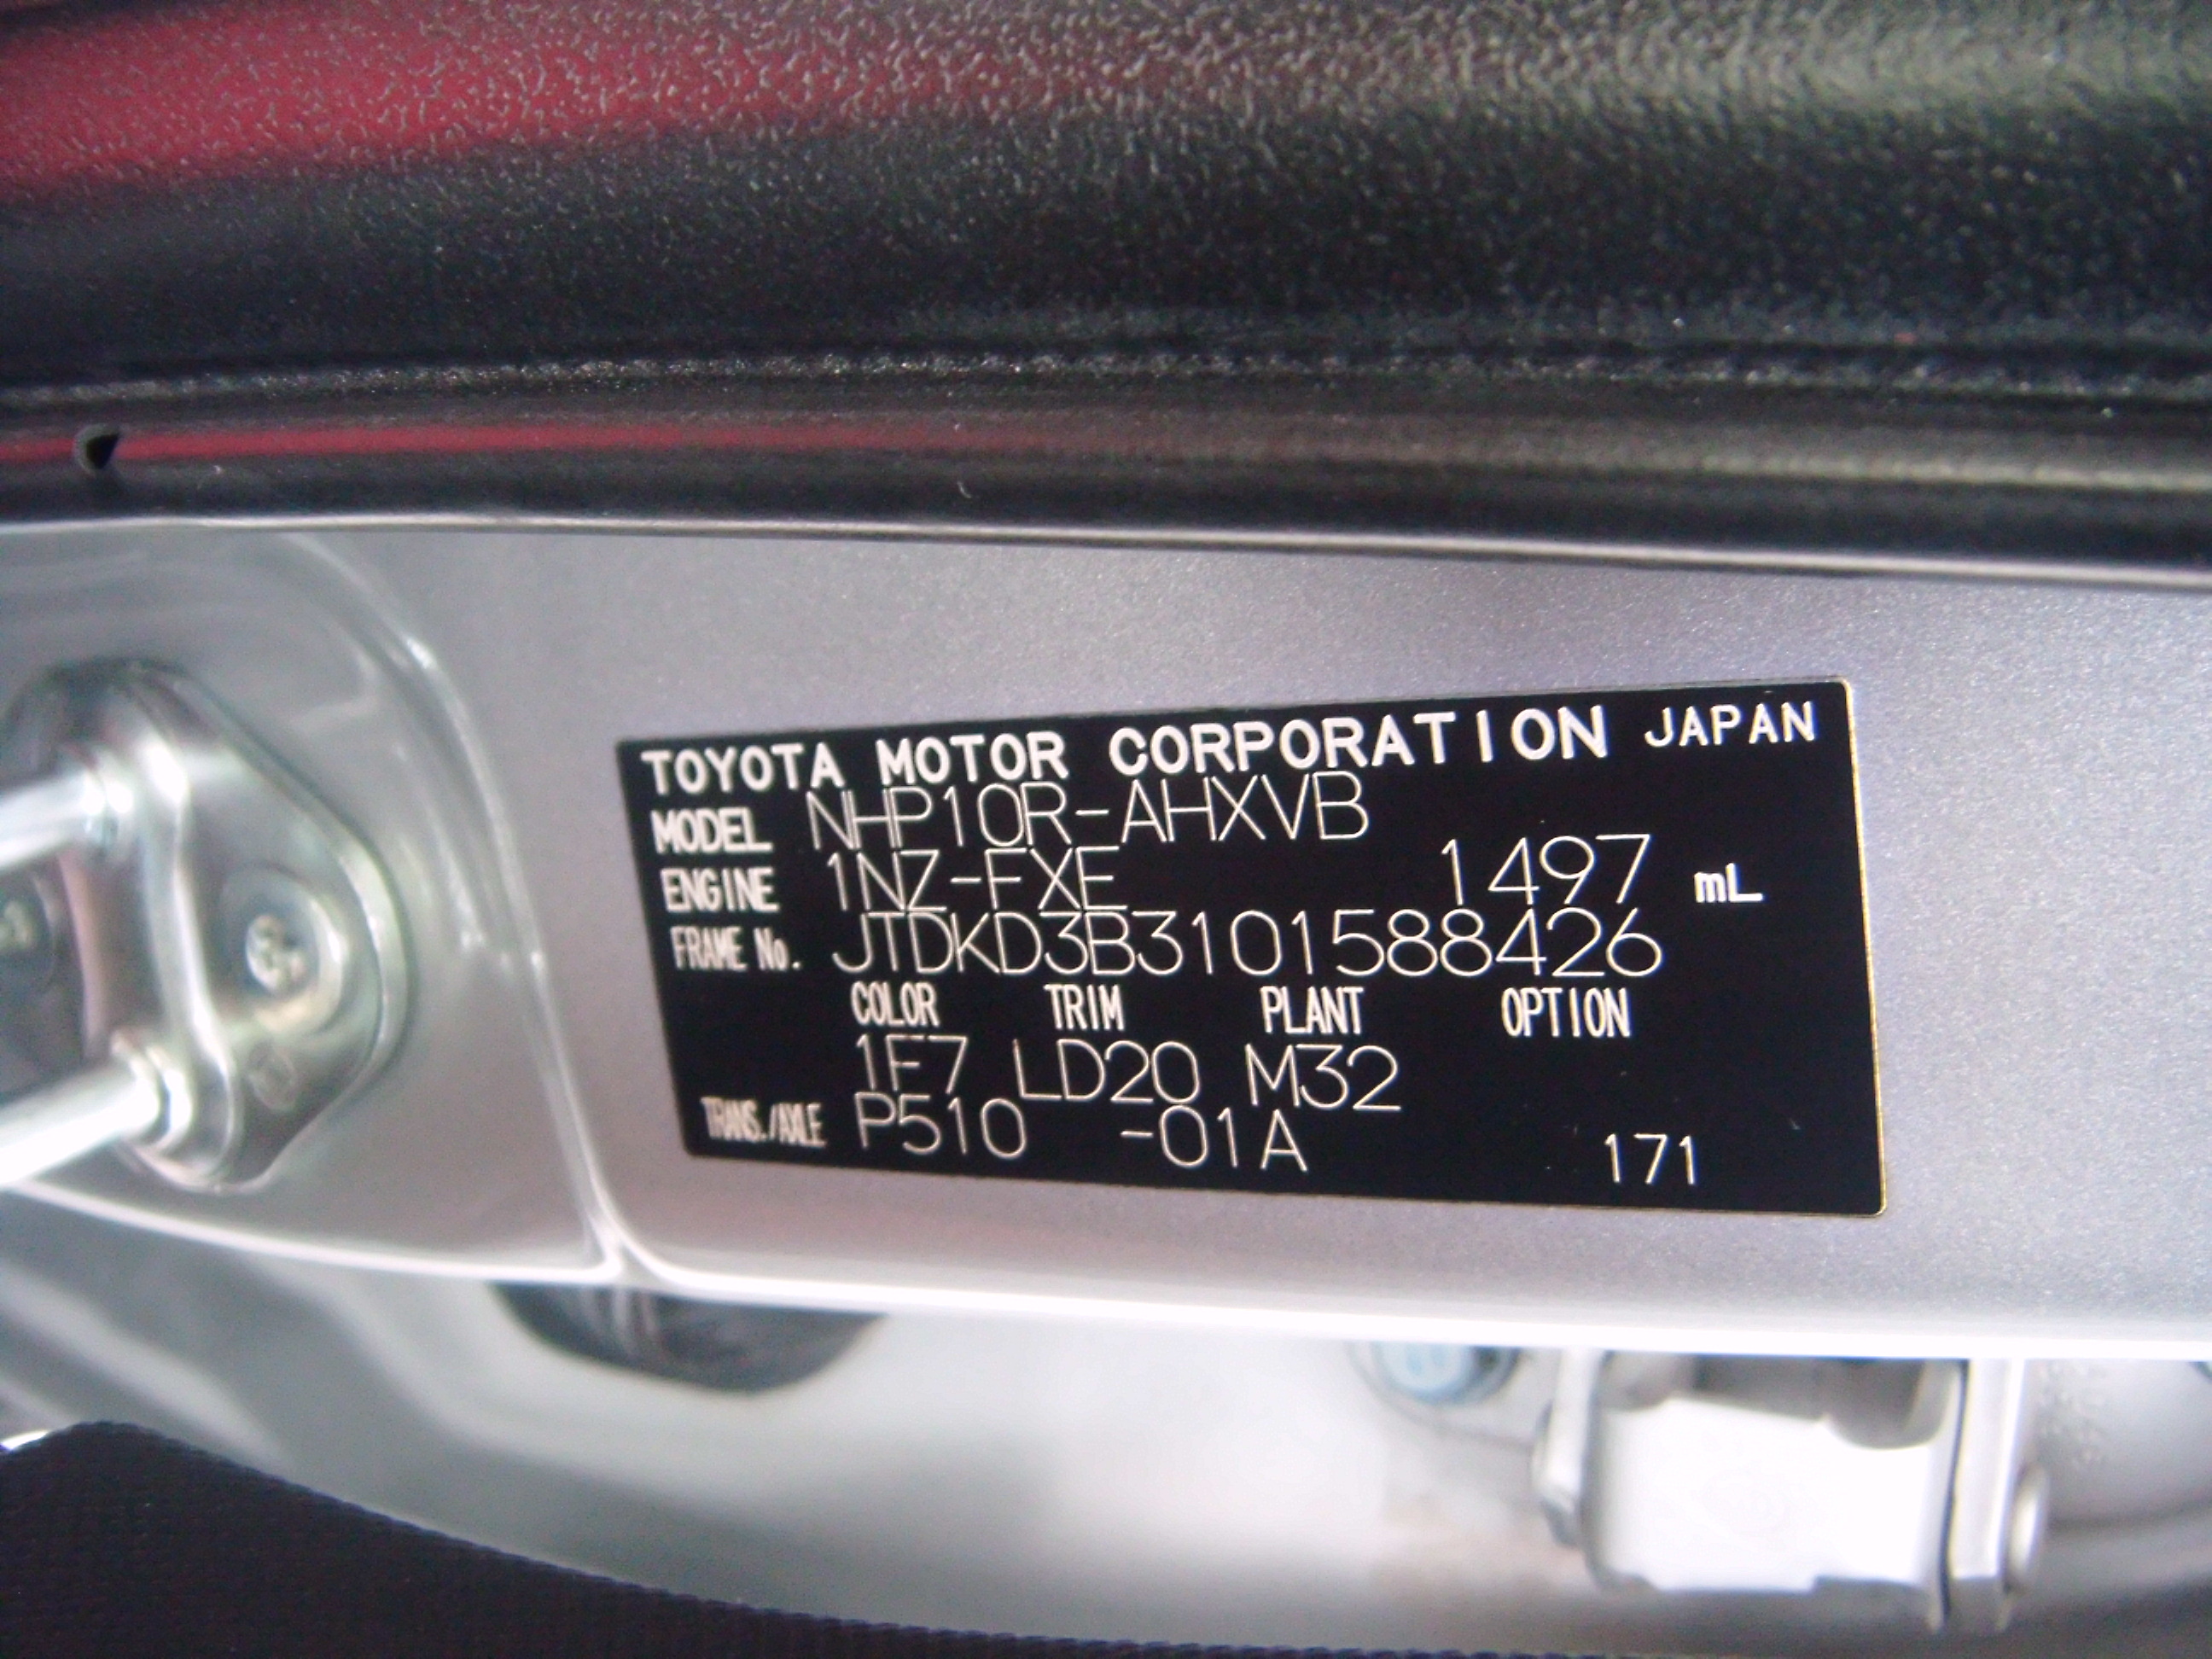 TOYOTA MOTOR CORPORATION JAPAN
MODEL NHP10R-AHXVB
ENGINE 1NZ-FXE 1497 mL
FRAME No. JTDKD3B3101588426
COLOR TRIM PLANT OPTION
1F7 LD20 M32
TRANS./AXLE P510 -01A 171